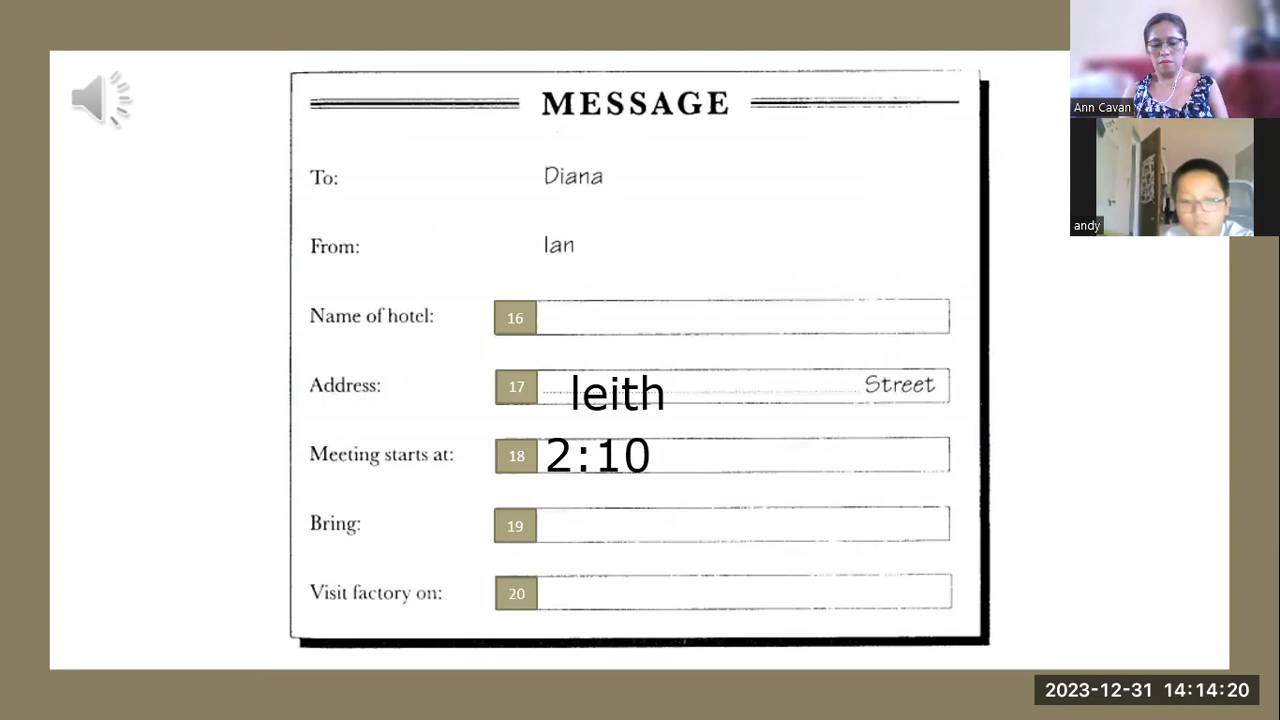 MESSAGE
To: Diana
From: Ian
Name of hotel: 16
Address: 17 leith Street
Meeting starts at: 18 2:10
Bring: 19
Visit factory on: 20
Ann Cavan
andy
2023-12-31 14:14:20